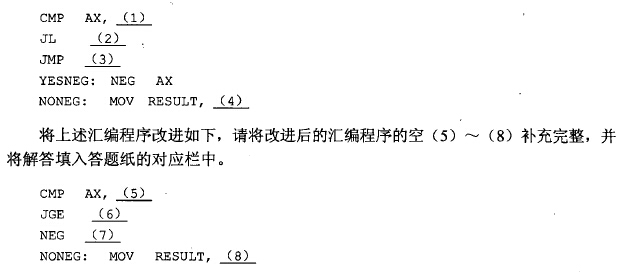 CMP AX, (1)
JL (2)
JMP (3)
YESNEG: NEG AX
NONEG: MOV RESULT, (4)
将上述汇编程序改进如下，请将改进后的汇编程序的空（5）～（8）补充完整，并
将解答填入答题纸的对应栏中。
CMP AX, (5)
JGE (6)
NEG (7)
NONEG: MOV RESULT, (8)